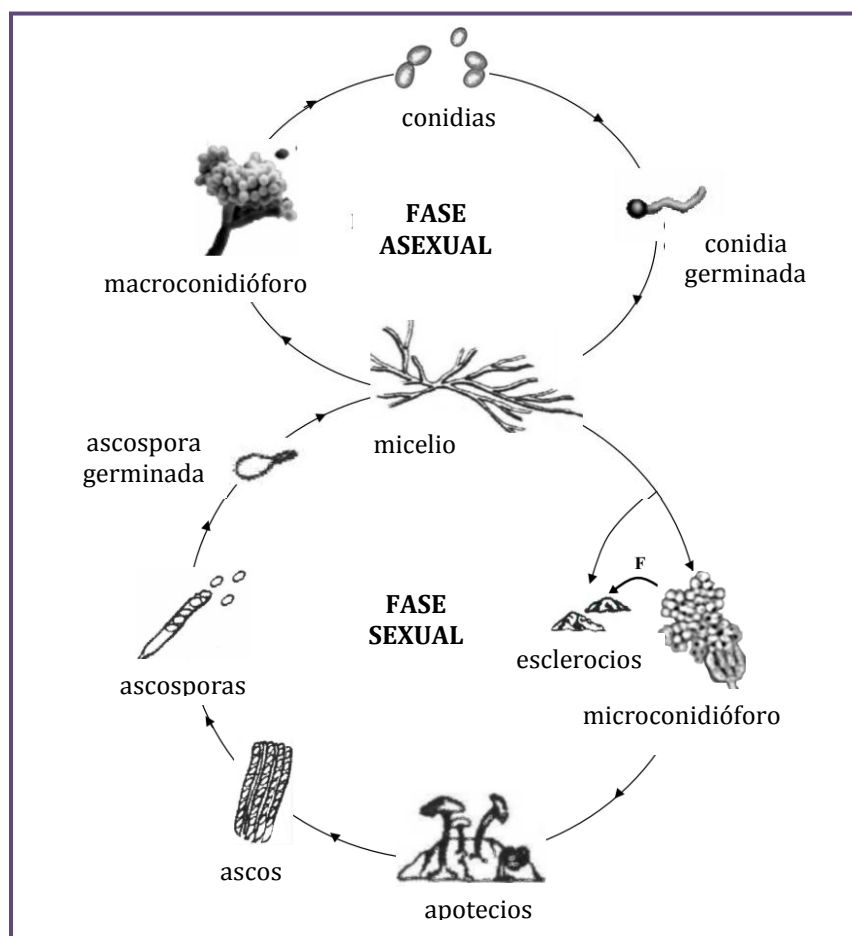 conidias
FASE
ASEXUAL
conidia
germinada
macroconidióforo
micelio
ascospora
germinada
F
FASE
SEXUAL
esclerocios
ascosporas
microconidióforo
ascos
apotecios